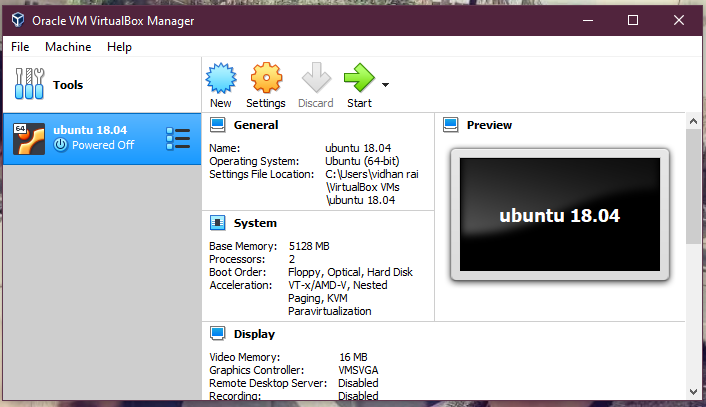 Oracle VM VirtualBox Manager
File Machine Help
Tools
New Settings Discard Start
64
ubuntu 18.04
Powered Off
General
Name: ubuntu 18.04
Operating System: Ubuntu (64-bit)
Settings File Location: C:\Users\vidhan rai
\VirtualBox VMs
\ubuntu 18.04
Preview
ubuntu 18.04
System
Base Memory: 5128 MB
Processors: 2
Boot Order: Floppy, Optical, Hard Disk
Acceleration: VT-x/AMD-V, Nested
Paging, KVM
Paravirtualization
Display
Video Memory: 16 MB
Graphics Controller: VMSVGA
Remote Desktop Server: Disabled
Recording: Disabled